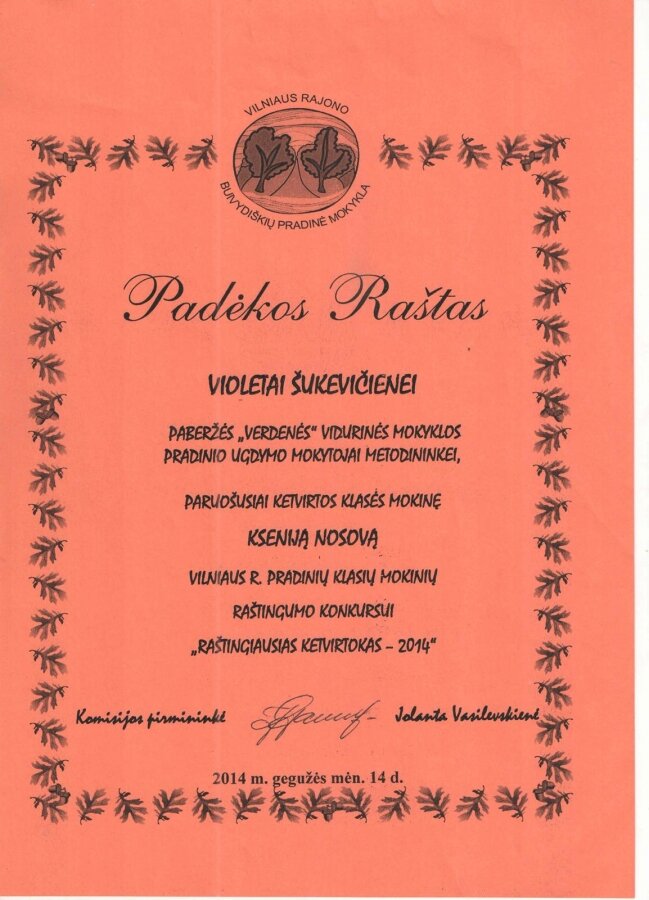 VILNIAUS RAJONO
BUIVYDIŠKIŲ PRADINĖ MOKYKLA
Padėkos Raštas
VIOLETAI ŠUKEVIČIENEI
PABERŽĖS „VERDENĖS“ VIDURINĖS MOKYKLOS
PRADINIO UGDYMO MOKYTOJAI METODININKEI,
PARUOŠUSIAI KETVIRTOS KLASĖS MOKINĘ
KSENIJĄ NOSOVĄ
VILNIAUS R. PRADINIŲ KLASIŲ MOKINIŲ
RAŠTINGUMO KONKURSUI
„RAŠTINGIAUSIAS KETVIRTOKAS – 2014“
Komisijos pirmininkė Jolanta Vasilevskienė
2014 m. gegužės mėn. 14 d.